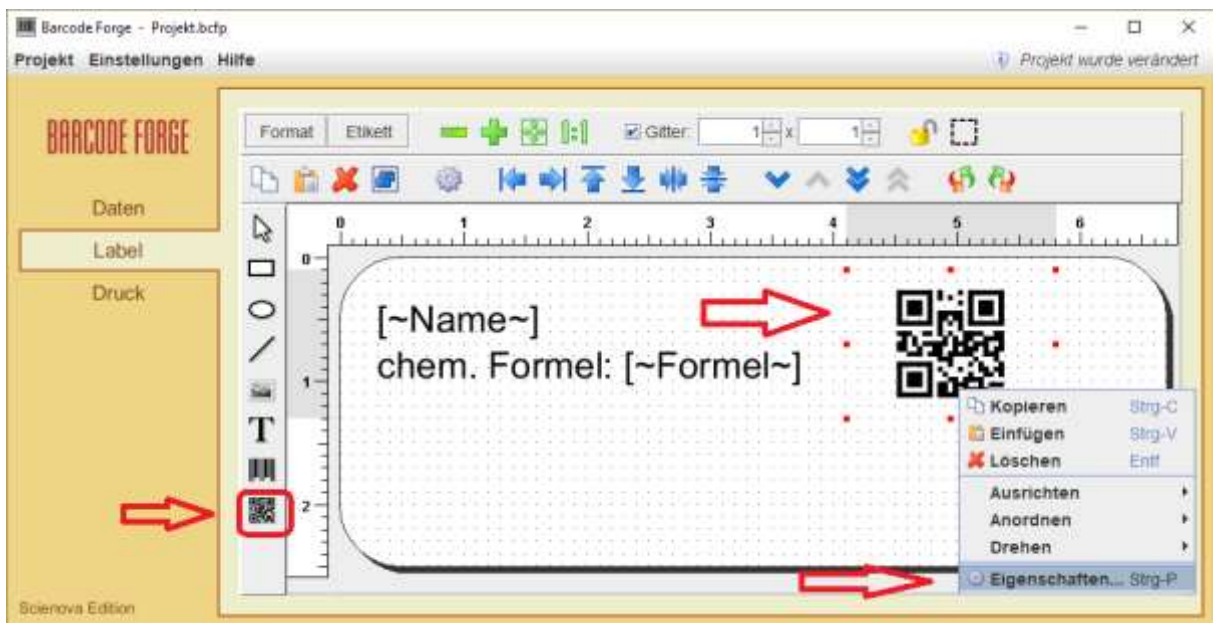 Barcode Forge - Projekt.bcfp
Projekt Einstellungen Hilfe
Projekt wurde verändert
BARCODE FORGE
Format Etikett Gitter: 1 x 1
Daten
Label
Druck
0 1 2 3 4 5 6
0
1
2
[~Name~]
chem. Formel: [~Formel~]
T
Kopieren Strg-C
Einfügen Strg-V
Löschen Entf
Ausrichten
Anordnen
Drehen
Eigenschaften... Strg-P
Scienova Edition